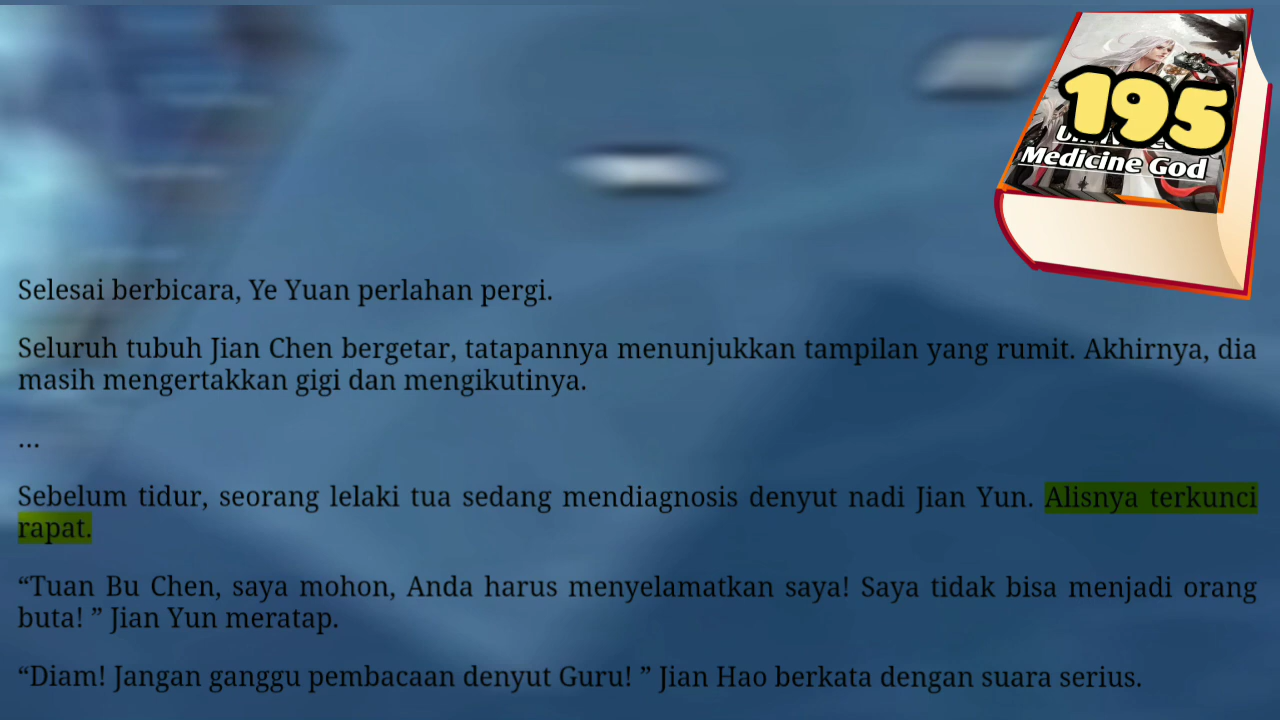 195
Medicine God
Selesai berbicara, Ye Yuan perlahan pergi.
Seluruh tubuh Jian Chen bergetar, tatapannya menunjukkan tampilan yang rumit. Akhirnya, dia
masih mengertakkan gigi dan mengikutinya.
...
Sebelum tidur, seorang lelaki tua sedang mendiagnosis denyut nadi Jian Yun. Alisnya terkunci
rapat.
“Tuan Bu Chen, saya mohon, Anda harus menyelamatkan saya! Saya tidak bisa menjadi orang
buta! ” Jian Yun meratap.
“Diam! Jangan ganggu pembacaan denyut Guru! ” Jian Hao berkata dengan suara serius.